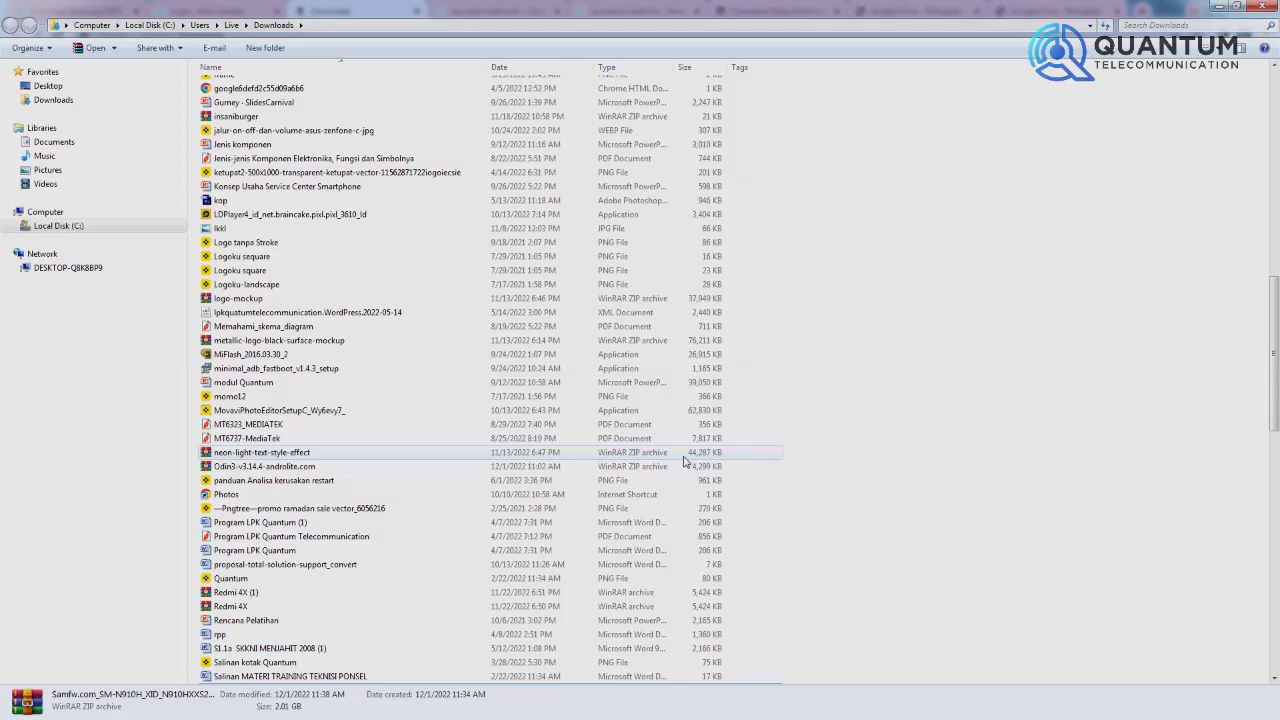 Computer ▸ Local Disk (C:) ▸ Users ▸ Live ▸ Downloads ▸
Search Downloads
Organize Open Share with E-mail New folder
QUANTUM
TELECOMMUNICATION
Name Date Type Size Tags
google6defd2c55d09a6b6 4/5/2022 12:52 PM Chrome HTML Do... 1 KB
Gurney · SlidesCarnival 9/26/2022 1:39 PM Microsoft PowerP... 2,247 KB
insaniburger 11/18/2022 10:58 PM WinRAR ZIP archive 21 KB
jalur-on-off-dan-volume-asus-zenfone-c-jpg 10/24/2022 2:02 PM WEBP File 307 KB
Jenis komponen 9/12/2022 11:16 AM Microsoft PowerP... 3,010 KB
Jenis-jenis Komponen Elektronika, Fungsi dan Simbolnya 8/22/2022 5:51 PM PDF Document 744 KB
ketupat2-500x1000-transparent-ketupat-vector-11562871722iogoiecsie 4/14/2022 6:31 PM PNG File 201 KB
Konsep Usaha Service Center Smartphone 9/26/2022 5:22 PM Microsoft PowerP... 598 KB
kop 5/13/2022 11:18 AM Adobe Photoshop... 946 KB
LDPlayer4_id_net.braincake.pixl.pixl_3610_ld 10/13/2022 7:14 PM Application 3,404 KB
lkkl 11/8/2022 12:03 PM JPG File 66 KB
Logo tanpa Stroke 9/18/2021 2:07 PM PNG File 86 KB
Logoku sequare 7/29/2021 1:05 PM PNG File 16 KB
Logoku square 7/29/2021 1:05 PM PNG File 23 KB
Logoku-landscape 7/17/2021 1:58 PM PNG File 28 KB
logo-mockup 11/13/2022 6:46 PM WinRAR ZIP archive 37,949 KB
lpkquatumtelecommunication.WordPress.2022-05-14 5/14/2022 3:00 PM XML Document 2,440 KB
Memahami_skema_diagram 8/19/2022 5:22 PM PDF Document 711 KB
metallic-logo-black-surface-mockup 11/13/2022 6:14 PM WinRAR ZIP archive 76,211 KB
MiFlash_2016.03.30_2 9/24/2022 1:07 PM Application 26,915 KB
minimal_adb_fastboot_v1.4.3_setup 9/24/2022 10:24 AM Application 1,165 KB
modul Quantum 9/12/2022 10:58 AM Microsoft PowerP... 39,050 KB
momo12 7/17/2021 1:56 PM PNG File 366 KB
MovaviPhotoEditorSetupC_Wy6evy7_ 10/13/2022 6:43 PM Application 62,830 KB
MT6323_MEDIATEK 8/29/2022 7:40 PM PDF Document 356 KB
MT6737-MediaTek 8/25/2022 8:19 PM PDF Document 7,817 KB
neon-light-text-style-effect 11/13/2022 6:47 PM WinRAR ZIP archive 44,287 KB
Odin3-v3.14.4-androlite.com 12/1/2022 11:02 AM WinRAR ZIP archive 4,299 KB
panduan Analisa kerusakan restart 6/1/2022 3:36 PM PNG File 961 KB
Photos 10/10/2022 10:58 AM Internet Shortcut 1 KB
—Pngtree—promo ramadan sale vector_6056216 2/25/2021 2:28 PM PNG File 270 KB
Program LPK Quantum (1) 4/7/2022 7:31 PM Microsoft Word D... 206 KB
Program LPK Quantum Telecommunication 4/7/2022 7:12 PM PDF Document 856 KB
Program LPK Quantum 4/7/2022 7:31 PM Microsoft Word D... 206 KB
proposal-total-solution-support_convert 10/13/2022 11:26 AM Microsoft Word D... 7 KB
Quantum 2/22/2022 11:34 AM PNG File 80 KB
Redmi 4X (1) 11/22/2022 6:51 PM WinRAR archive 5,424 KB
Redmi 4X 11/22/2022 6:50 PM WinRAR archive 5,424 KB
Rencana Pelatihan 10/6/2021 3:02 PM Microsoft PowerP... 2,165 KB
rpp 4/8/2022 2:51 PM Microsoft Word D... 1,360 KB
S1.1a SKKNI MENJAHIT 2008 (1) 5/12/2022 1:08 PM Microsoft Word 9... 2,166 KB
Salinan kotak Quantum 3/28/2022 5:30 PM PNG File 75 KB
Salinan MATERI TRAINING TEKNISI PONSEL 2/22/2022 11:34 AM Microsoft Word D... 17 KB
Favorites
Desktop
Downloads
Libraries
Documents
Music
Pictures
Videos
Computer
Local Disk (C:)
Network
DESKTOP-Q8K8BP9
Samfw.com_SM-N910H_XID_N910HXXS2... Date modified: 12/1/2022 11:38 AM Date created: 12/1/2022 11:34 AM
WinRAR ZIP archive Size: 2.01 GB